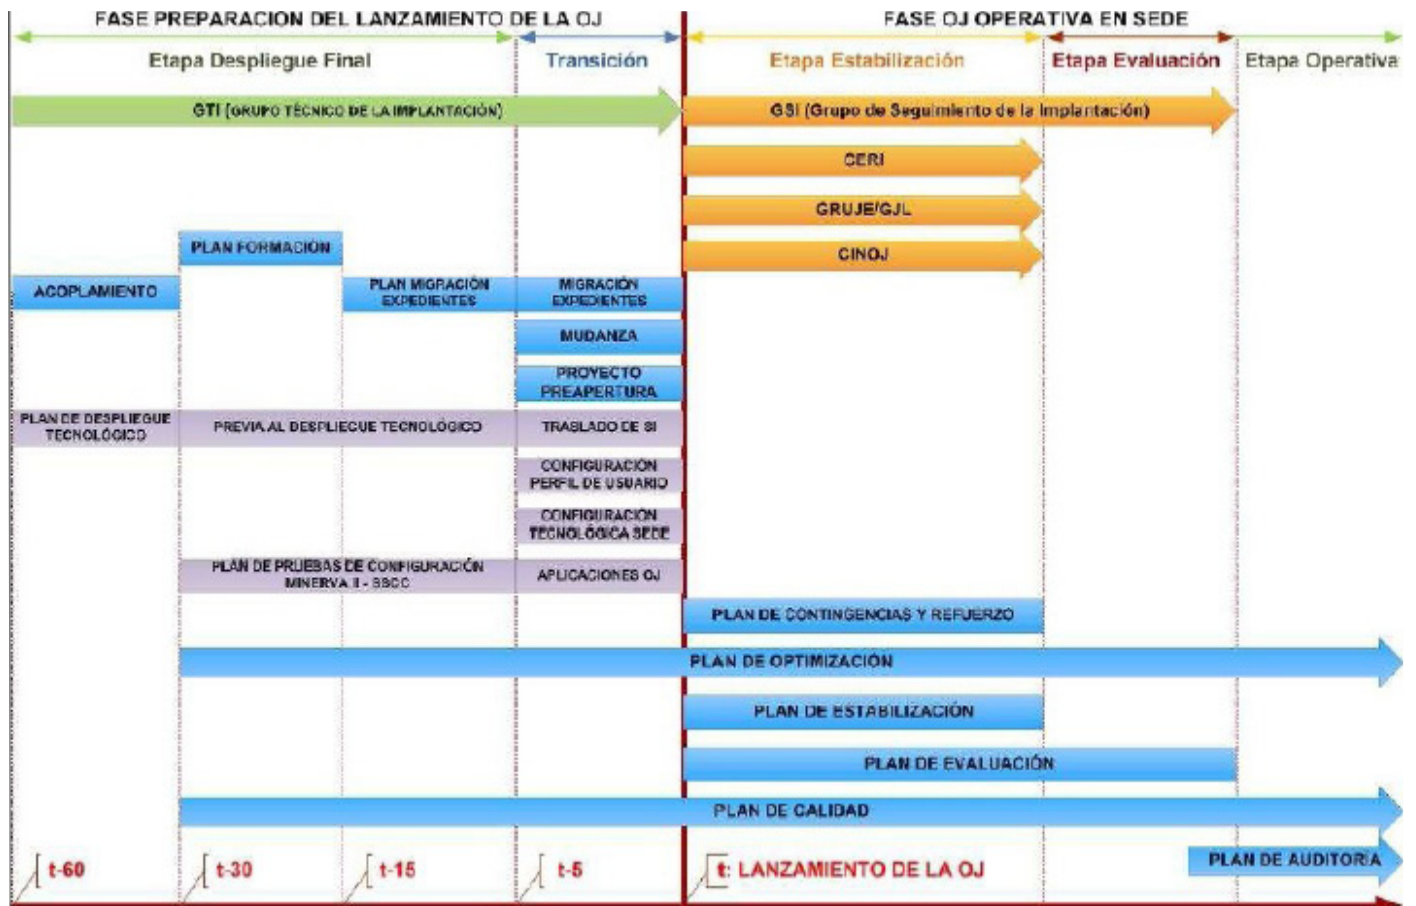 FASE PREPARACION DEL LANZAMIENTO DE LA OJ
FASE OJ OPERATIVA EN SEDE
Etapa Despliegue Final
Transición
Etapa Estabilización
Etapa Evaluación
Etapa Operativa
GTI (GRUPO TÉCNICO DE LA IMPLANTACIÓN)
GSI (Grupo de Seguimiento de la Implantación)
CERI
GRUJE/GJL
CINOJ
PLAN FORMACIÓN
ACOPLAMIENTO
PLAN MIGRACIÓN
EXPEDIENTES
MIGRACIÓN
EXPEDIENTES
MUDANZA
PROYECTO
PREAPERTURA
PLAN DE DESPLIEGUE
TECNOLÓGICO
PREVIA AL DESPLIEGUE TECNOLÓGICO
TRASLADO DE SI
CONFIGURACIÓN
PERFIL DE USUARIO
CONFIGURACIÓN
TECNOLÓGICA SEDE
PLAN DE PRUEBAS DE CONFIGURACIÓN
MINERVA II - SSCC
APLICACIONES OJ
PLAN DE CONTINGENCIAS Y REFUERZO
PLAN DE OPTIMIZACIÓN
PLAN DE ESTABILIZACIÓN
PLAN DE EVALUACIÓN
PLAN DE CALIDAD
PLAN DE AUDITORÍA
t-60
t-30
t-15
t-5
t: LANZAMIENTO DE LA OJ